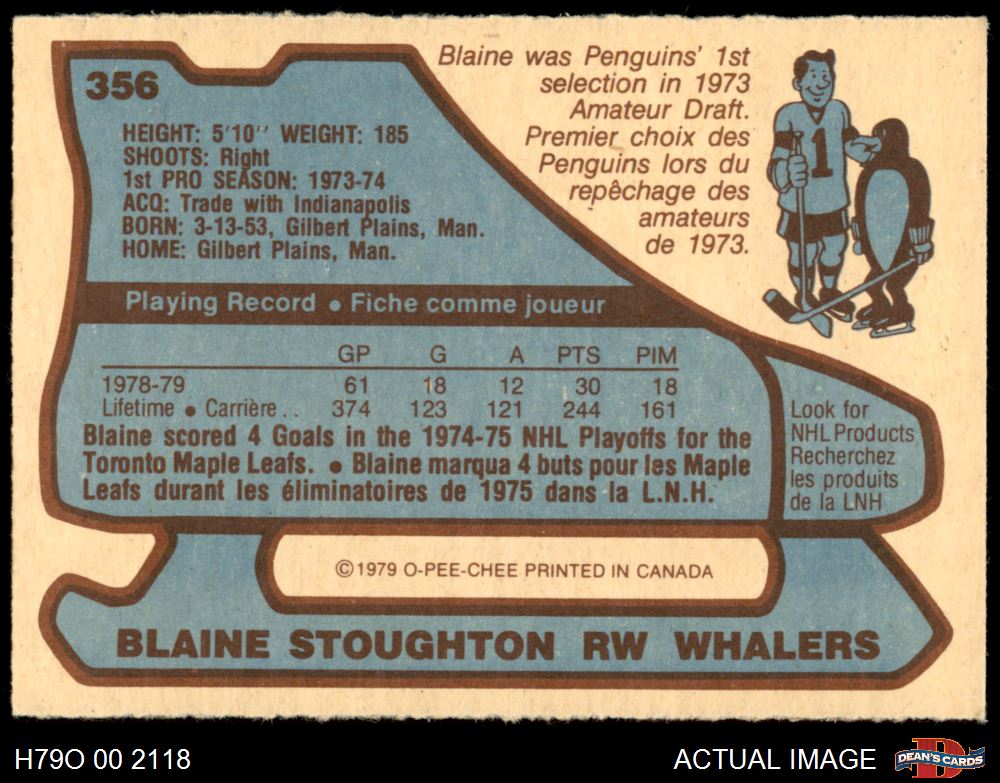 356
HEIGHT: 5'10'' WEIGHT: 185
SHOOTS: Right
1st PRO SEASON: 1973-74
ACQ: Trade with Indianapolis
BORN: 3-13-53, Gilbert Plains, Man.
HOME: Gilbert Plains, Man.
Blaine was Penguins' 1st
selection in 1973
Amateur Draft.
Premier choix des
Penguins lors du
repêchage des
amateurs
de 1973.
1
Playing Record ● Fiche comme joueur
GP G A PTS PIM
1978-79 61 18 12 30 18
Lifetime ● Carrière .. 374 123 121 244 161
Blaine scored 4 Goals in the 1974-75 NHL Playoffs for the
Toronto Maple Leafs. ● Blaine marqua 4 buts pour les Maple
Leafs durant les éliminatoires de 1975 dans la L.N.H.
Look for
NHL Products
Recherchez
les produits
de la LNH
©1979 O-PEE-CHEE PRINTED IN CANADA
BLAINE STOUGHTON RW WHALERS
H79O 00 2118
ACTUAL IMAGE
D
DEAN'S CARDS